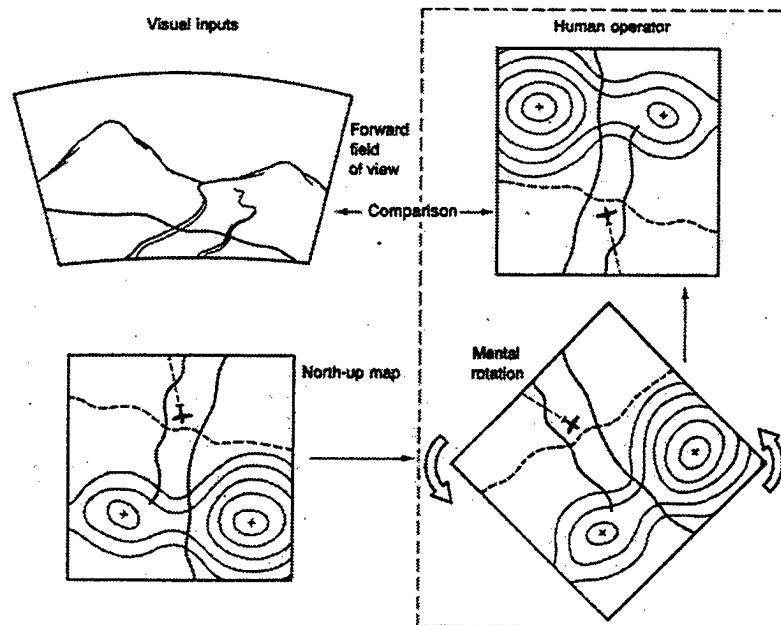 Visual inputs
Human operator
Forward
field
of view
Comparison
North-up map
Mental
rotation